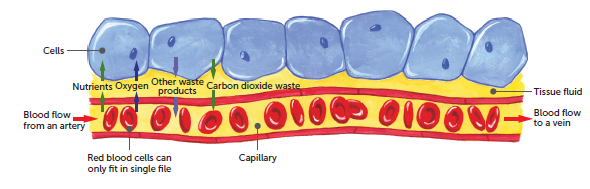 Cells
Nutrients Oxygen Other waste
products Carbon dioxide waste
Tissue fluid
Blood flow
from an artery
Blood flow
to a vein
Red blood cells can
only fit in single file
Capillary